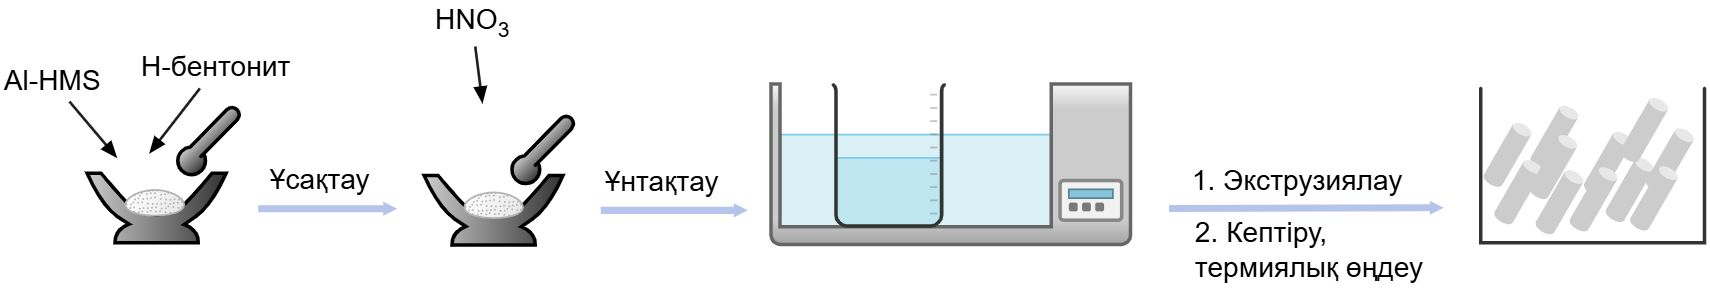 Al-HMS
Н-бентонит
Ұсақтау
HNO₃
Ұнтақтау
1. Экструзиялау
2. Кептіру,
термиялық өңдеу